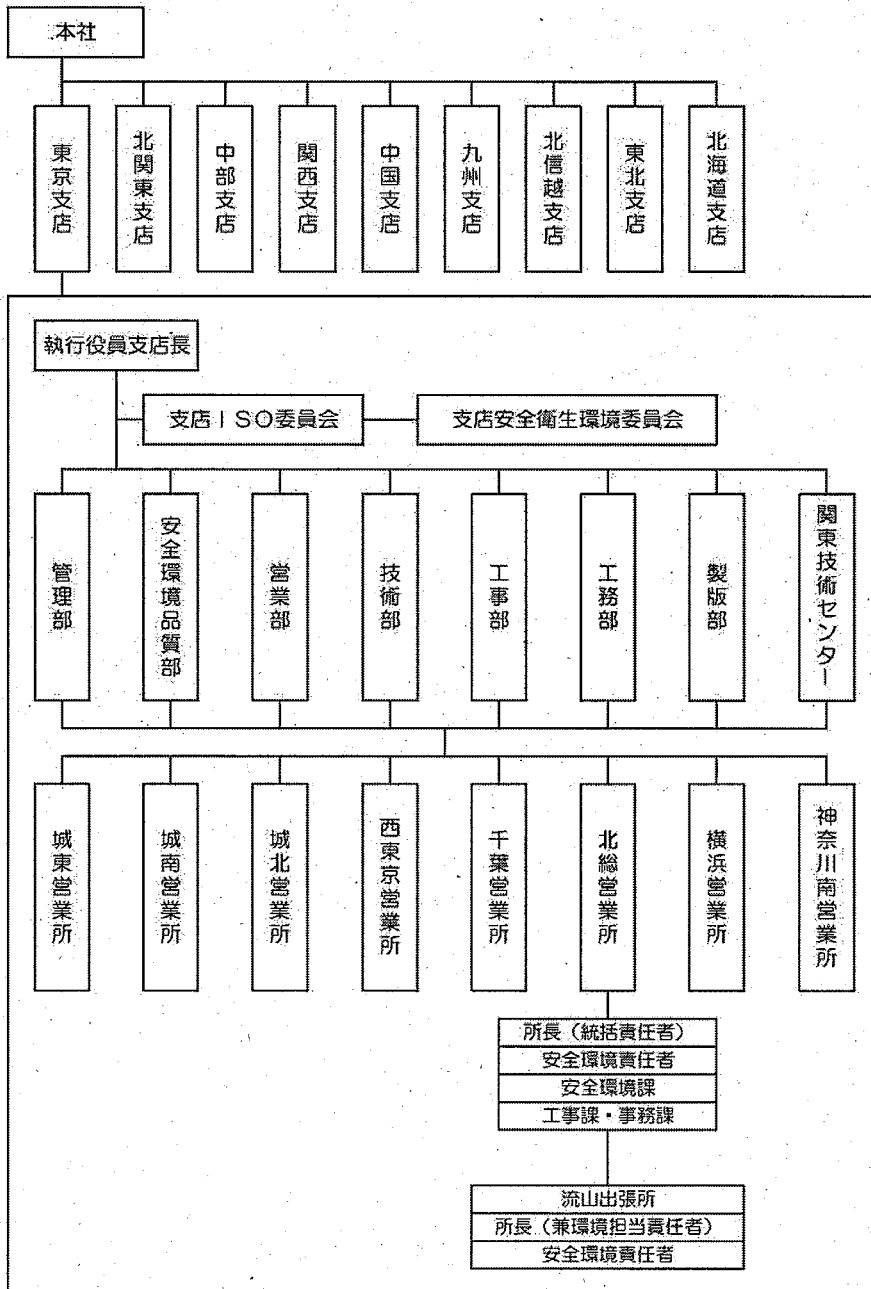 本社
東京支店
北関東支店
中部支店
関西支店
中国支店
九州支店
北信越支店
東北支店
北海道支店
執行役員支店長
支店ISO委員会
支店安全衛生環境委員会
管理部
安全環境品質部
営業部
技術部
工事部
工務部
製版部
関東技術センター
城東営業所
城南営業所
城北営業所
西東京営業所
千葉営業所
北総営業所
横浜営業所
神奈川南営業所
所長（統括責任者）
安全環境責任者
安全環境課
工事課・事務課
流山出張所
所長（兼環境担当責任者）
安全環境責任者